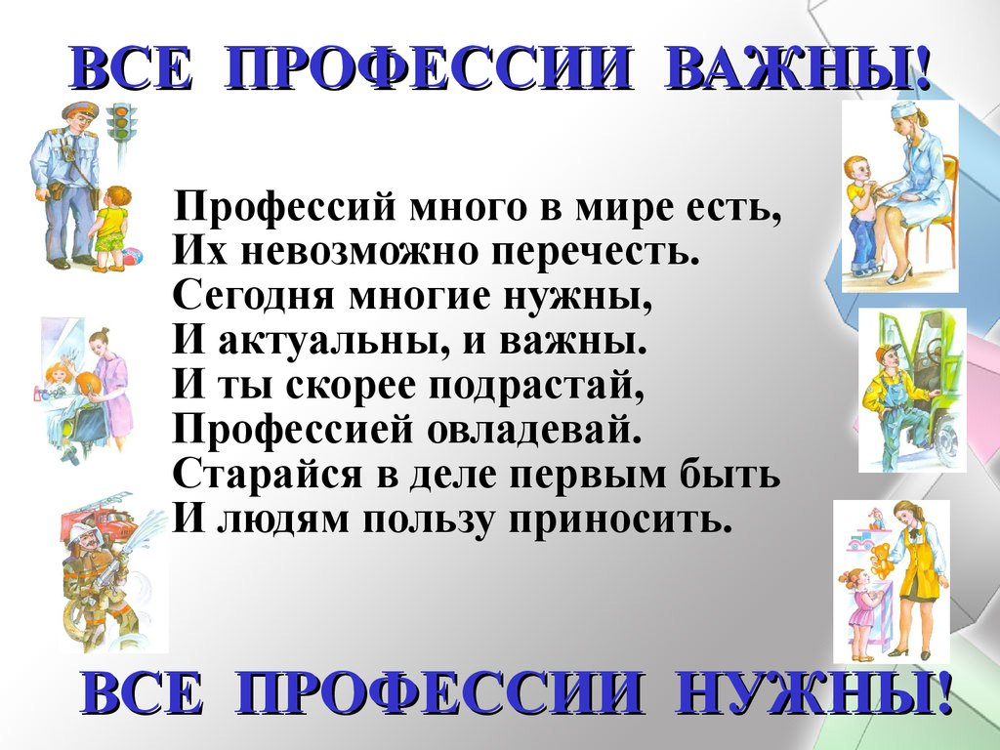 ВСЕ ПРОФЕССИИ ВАЖНЫ!
Профессий много в мире есть,
Их невозможно перечесть.
Сегодня многие нужны,
И актуальны, и важны.
И ты скорее подрастай,
Профессией овладевай.
Старайся в деле первым быть
И людям пользу приносить.
ВСЕ ПРОФЕССИИ НУЖНЫ!